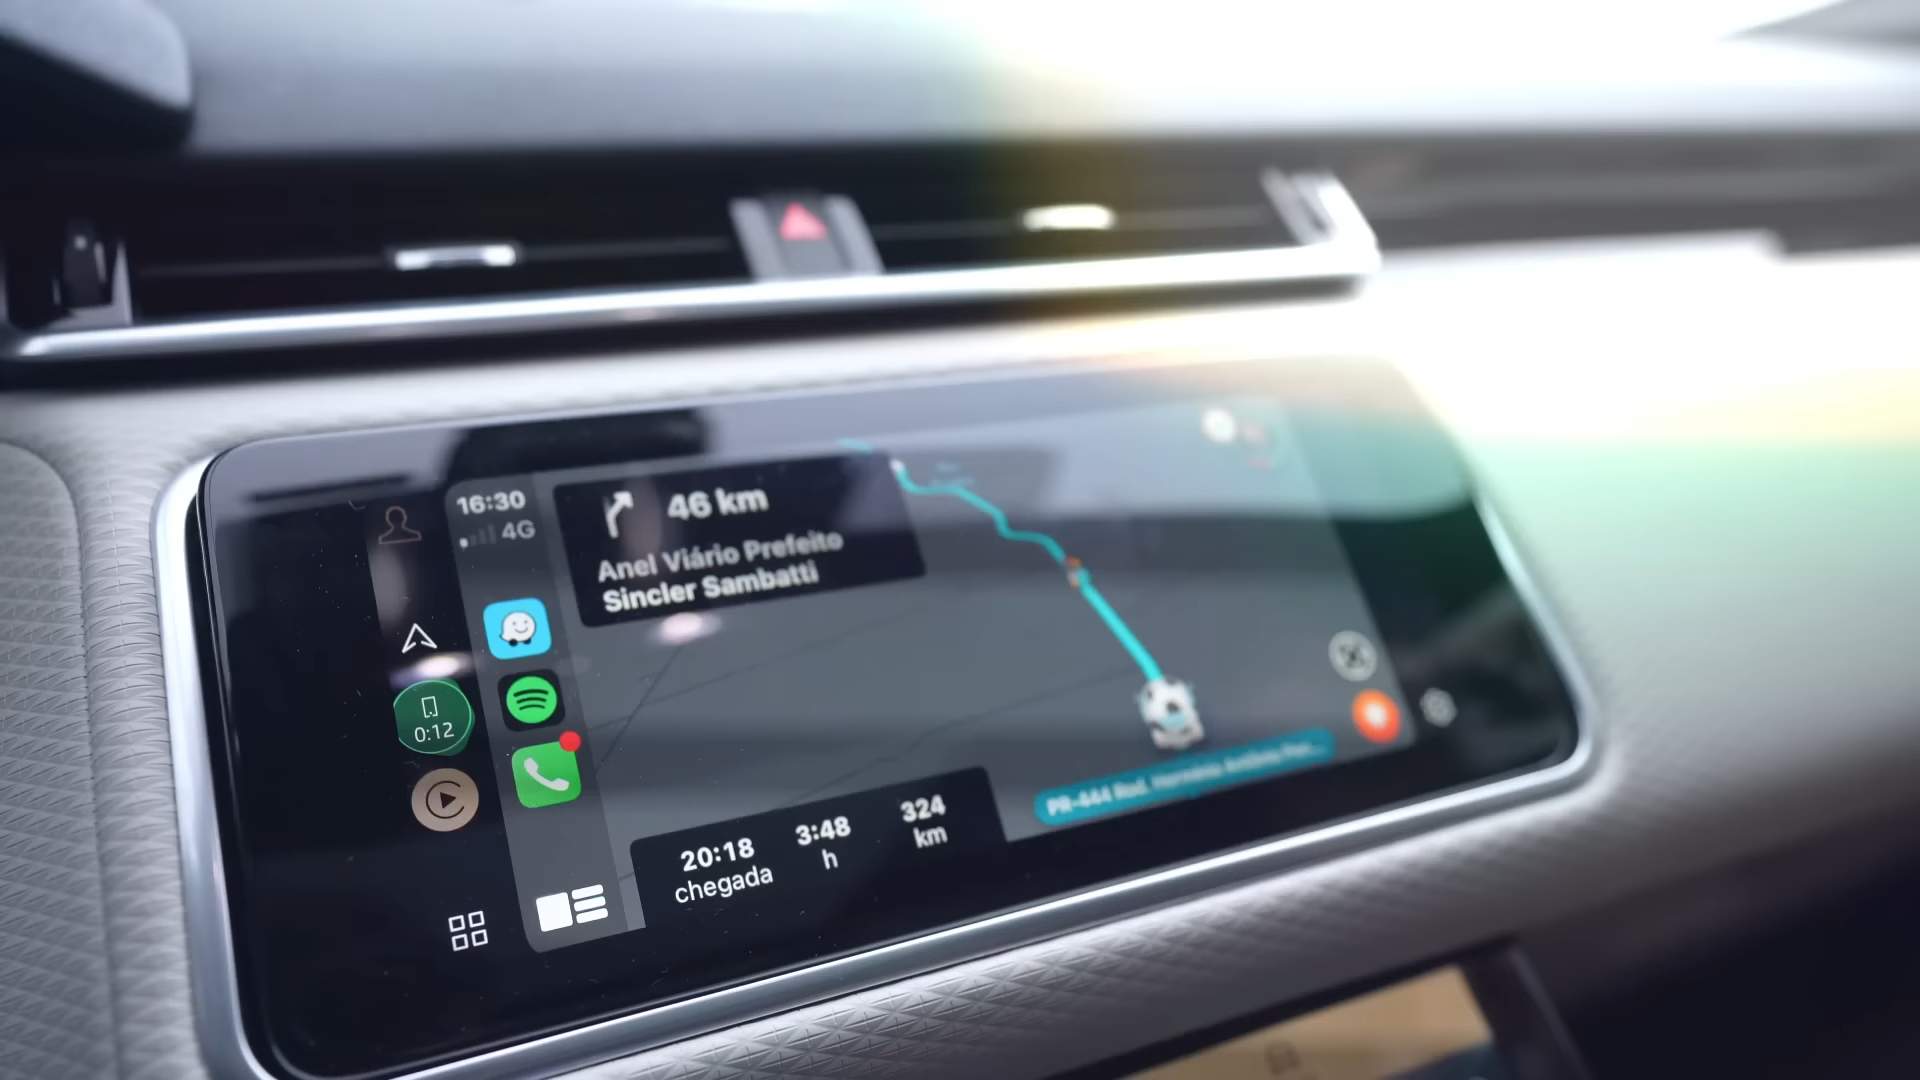 16:30
4G
46 km
Anel Viário Prefeito
Sincler Sambatti
0:12
20:18
chegada
3:48
h
324
km
PR-444 Rod.